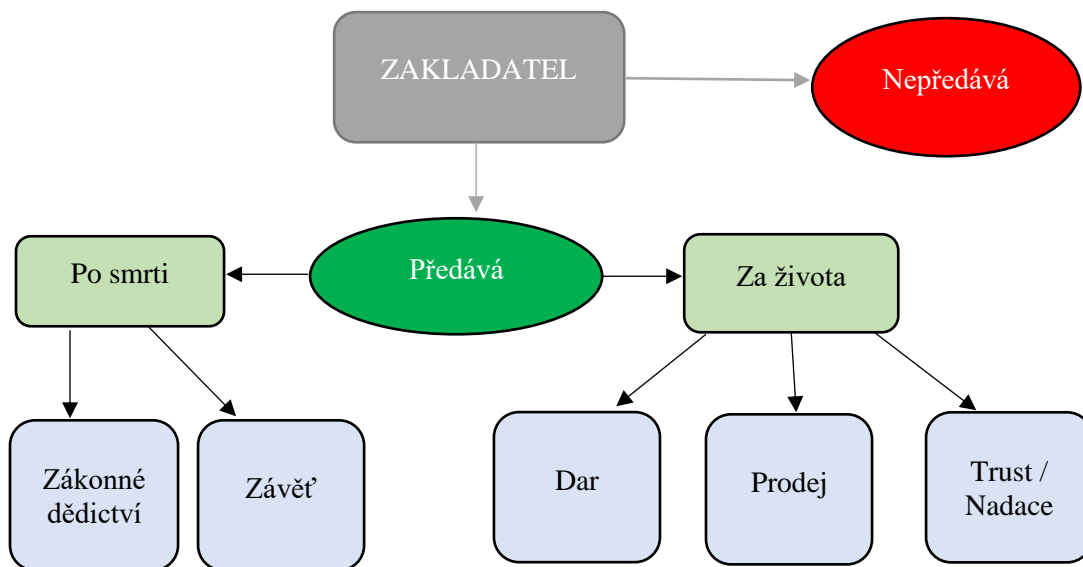 ZAKLADATEL
Nepředává
Předává
Po smrti
Za života
Zákonné
dědictví
Závěť
Dar
Prodej
Trust /
Nadace